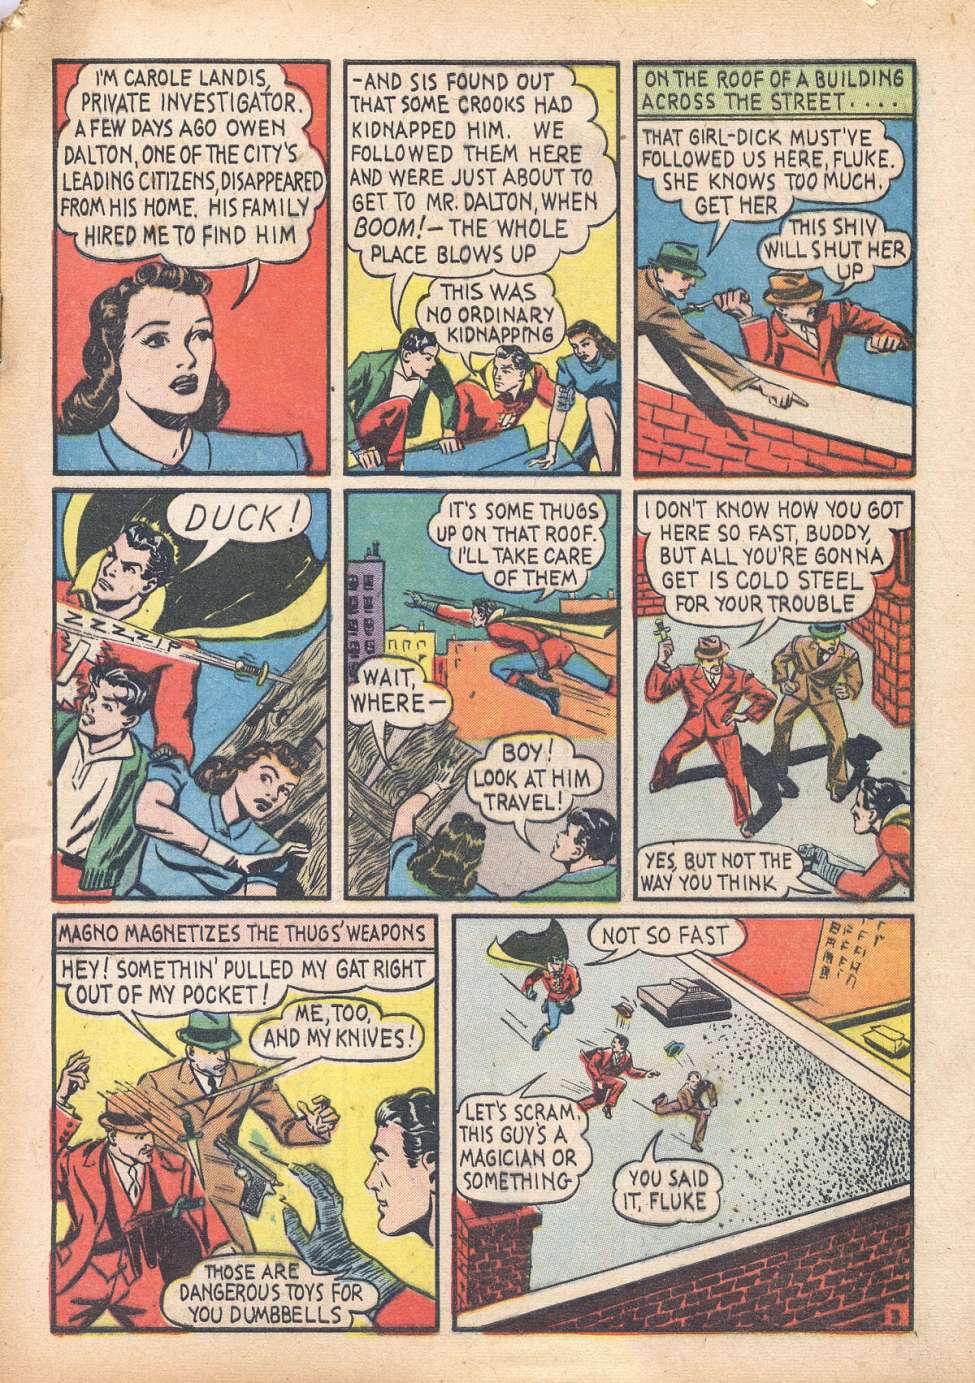 I'M CAROLE LANDIS,
PRIVATE INVESTIGATOR.
A FEW DAYS AGO OWEN
DALTON, ONE OF THE CITY'S
LEADING CITIZENS, DISAPPEARED
FROM HIS HOME. HIS FAMILY
HIRED ME TO FIND HIM
-AND SIS FOUND OUT
THAT SOME CROOKS HAD
KIDNAPPED HIM. WE
FOLLOWED THEM HERE
AND WERE JUST ABOUT TO
GET TO MR. DALTON, WHEN
BOOM! - THE WHOLE
PLACE BLOWS UP
THIS WAS
NO ORDINARY
KIDNAPPING
ON THE ROOF OF A BUILDING
ACROSS THE STREET....
THAT GIRL-DICK MUST'VE
FOLLOWED US HERE, FLUKE.
SHE KNOWS TOO MUCH.
GET HER
THIS SHIV
WILL SHUT HER
UP
DUCK!
ZZZZZIP
IT'S SOME THUGS
UP ON THAT ROOF.
I'LL TAKE CARE
OF THEM
WAIT,
WHERE-
BOY!
LOOK AT HIM
TRAVEL!
I DON'T KNOW HOW YOU GOT
HERE SO FAST, BUDDY,
BUT ALL YOU'RE GONNA
GET IS COLD STEEL
FOR YOUR TROUBLE
YES, BUT NOT THE
WAY YOU THINK
MAGNO MAGNETIZES THE THUGS' WEAPONS
HEY! SOMETHIN' PULLED MY GAT RIGHT
OUT OF MY POCKET!
ME, TOO,
AND MY KNIVES!
THOSE ARE
DANGEROUS TOYS FOR
YOU DUMBBELLS
NOT SO FAST
LET'S SCRAM,
THIS GUY'S A
MAGICIAN OR
SOMETHING
YOU SAID
IT, FLUKE
3